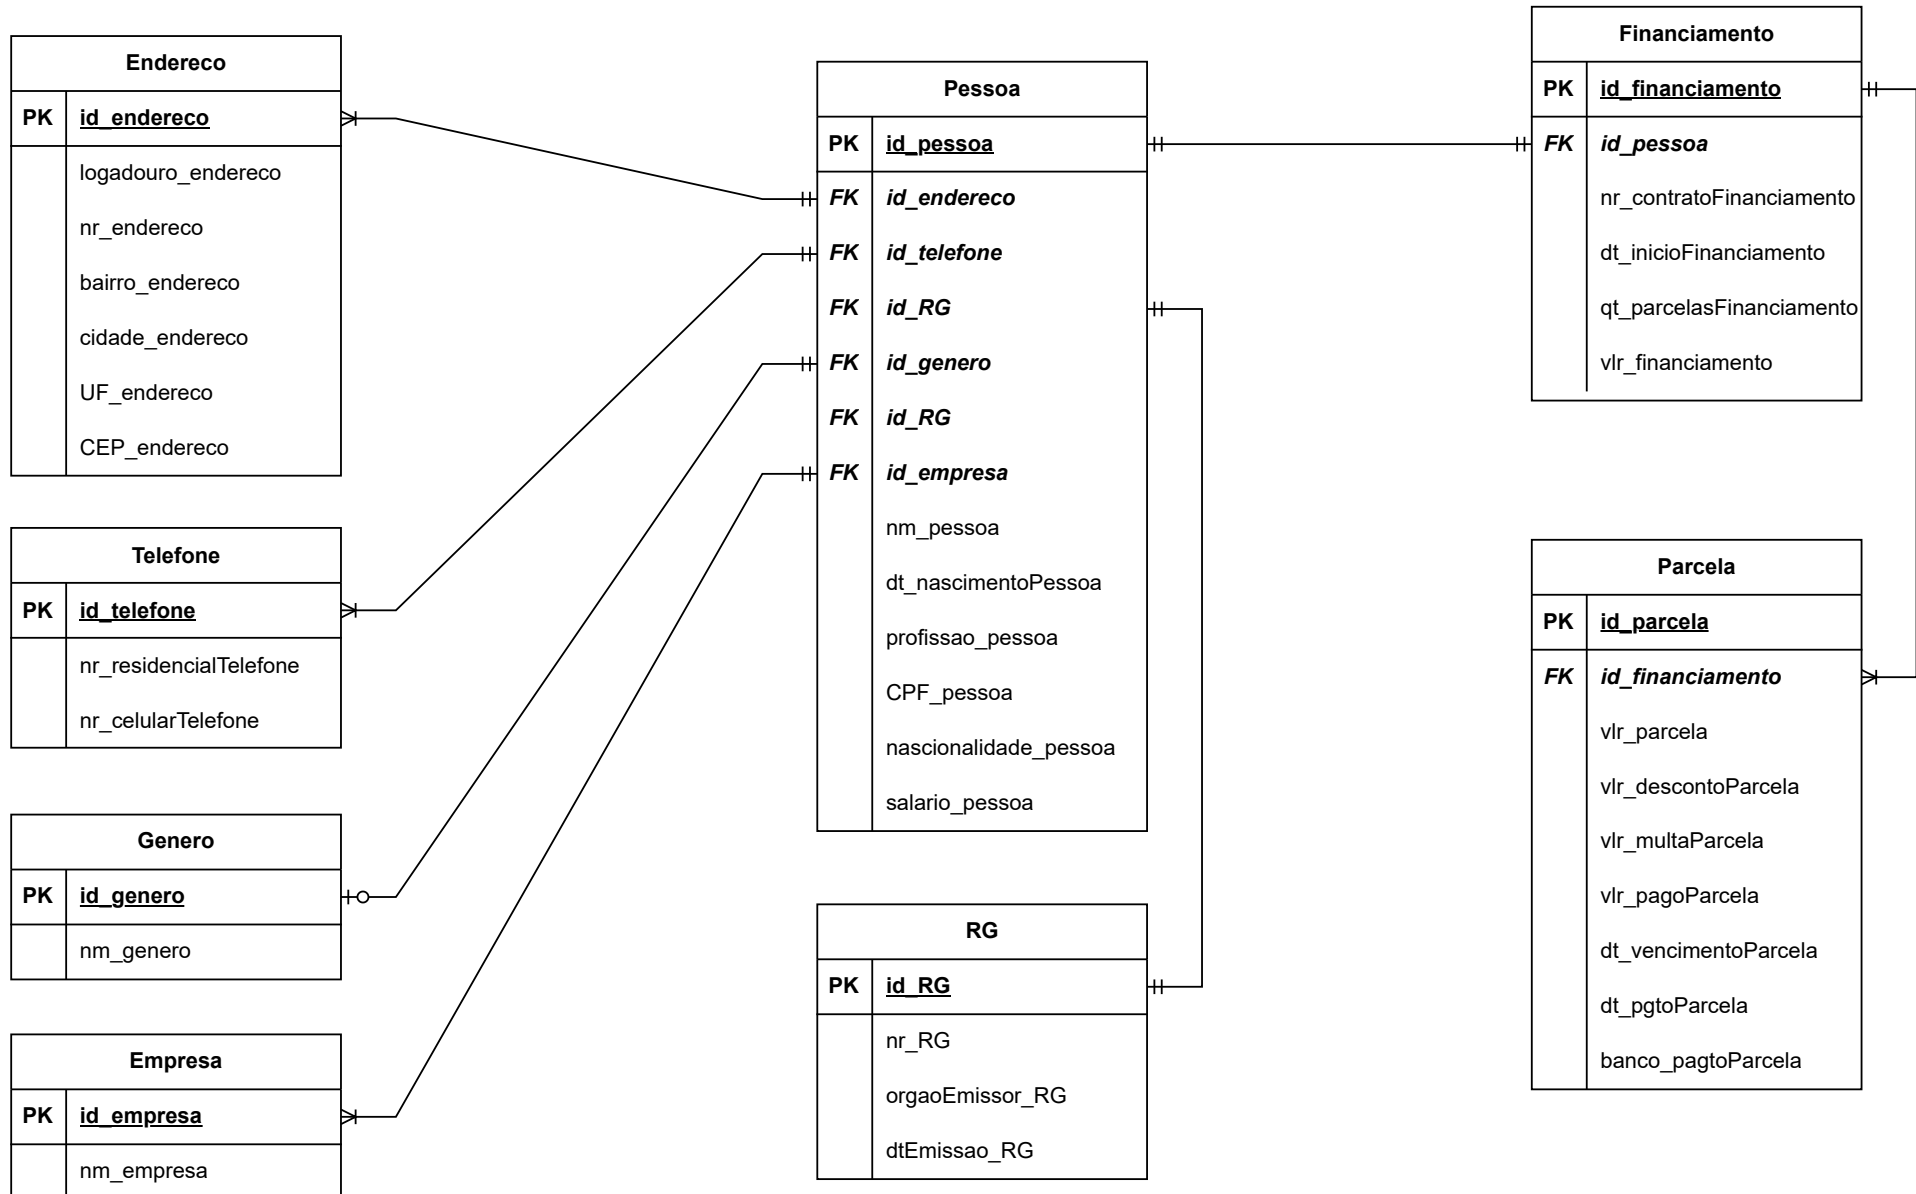 Endereco
PK id_endereco
logadouro_endereco
nr_endereco
bairro_endereco
cidade_endereco
UF_endereco
CEP_endereco
Telefone
PK id_telefone
nr_residencialTelefone
nr_celularTelefone
Genero
PK id_genero
nm_genero
Empresa
PK id_empresa
nm_empresa
Pessoa
PK id_pessoa
FK id_endereco
FK id_telefone
FK id_RG
FK id_genero
FK id_RG
FK id_empresa
nm_pessoa
dt_nascimentoPessoa
profissao_pessoa
CPF_pessoa
nascionalidade_pessoa
salario_pessoa
RG
PK id_RG
nr_RG
orgaoEmissor_RG
dtEmissao_RG
Financiamento
PK id_financiamento
FK id_pessoa
nr_contratoFinanciamento
dt_inicioFinanciamento
qt_parcelasFinanciamento
vlr_financiamento
Parcela
PK id_parcela
FK id_financiamento
vlr_parcela
vlr_descontoParcela
vlr_multaParcela
vlr_pagoParcela
dt_vencimentoParcela
dt_pgtoParcela
banco_pagtoParcela